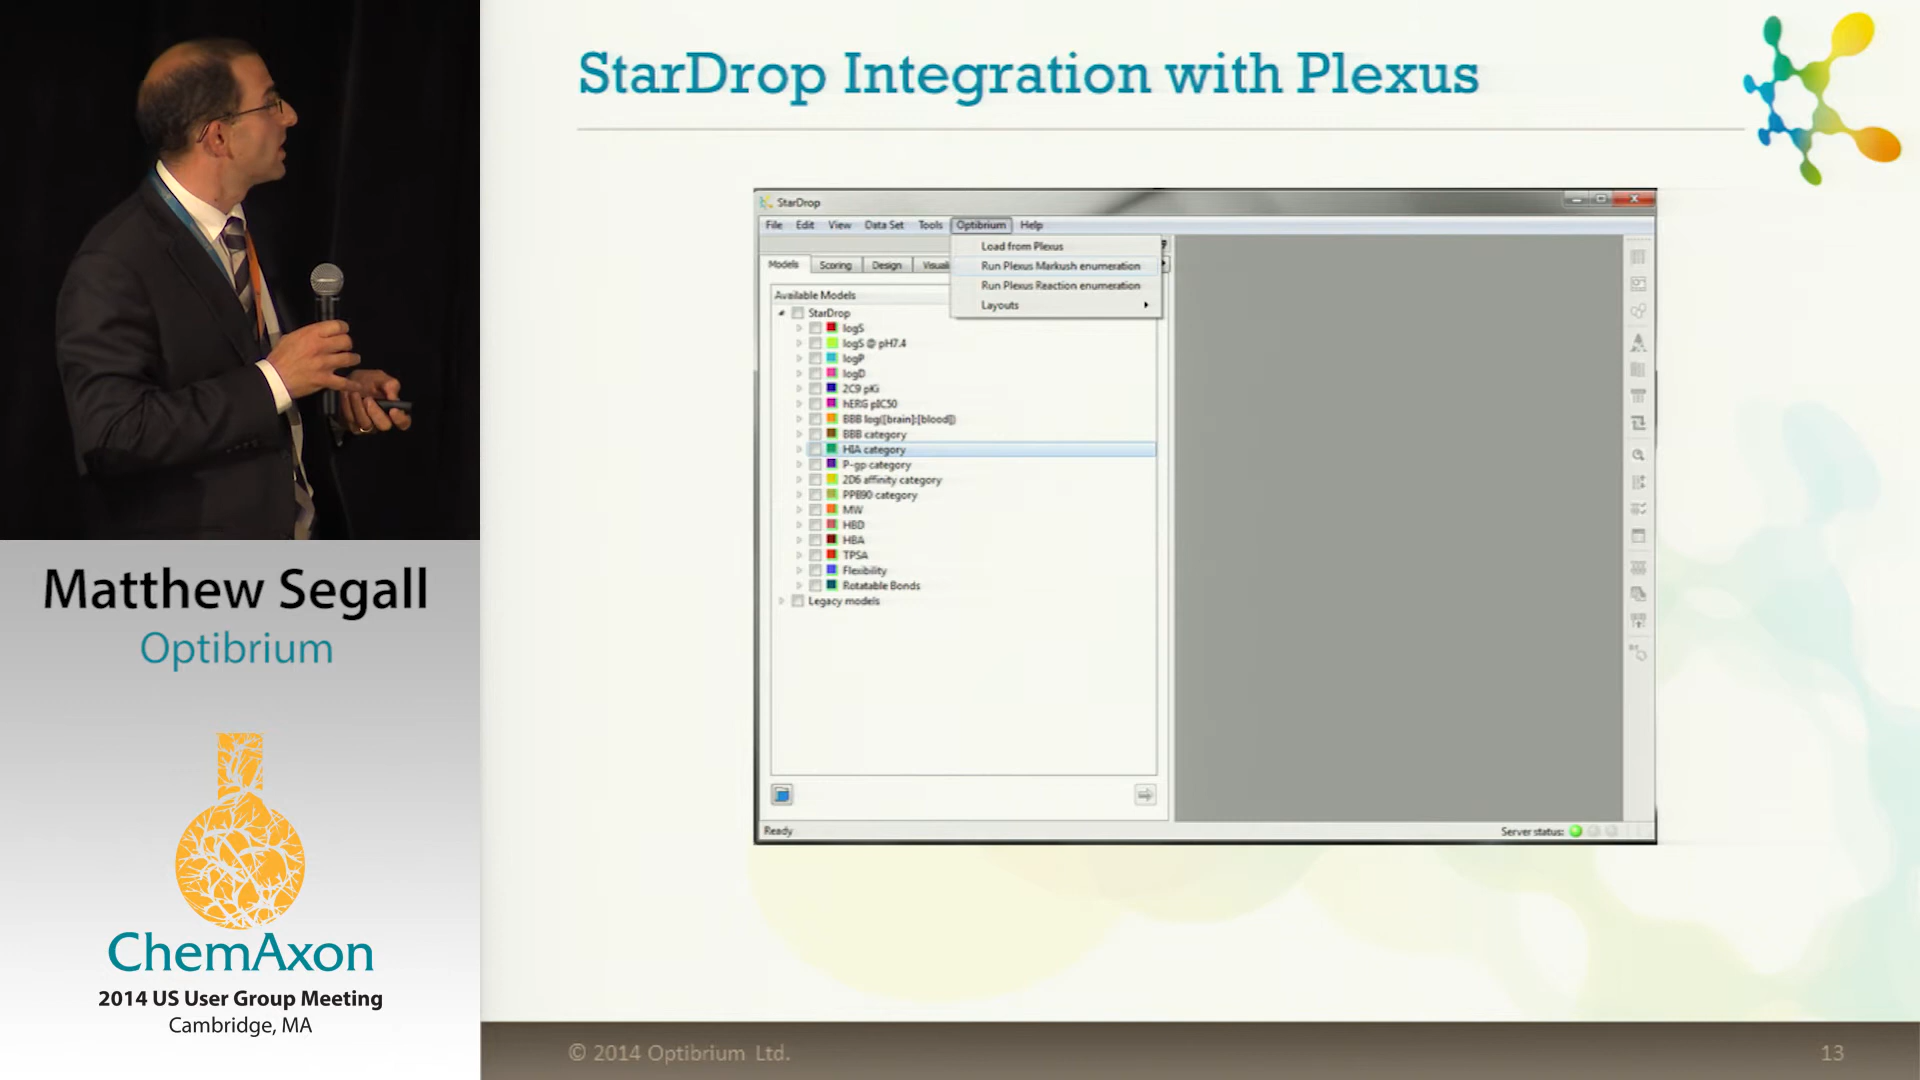 StarDrop Integration with Plexus
StarDrop
File Edit View Data Set Tools Optibrium Help
Load from Plexus
Run Plexus Markush enumeration
Run Plexus Reaction enumeration
Layouts
Models Scoring Design Visuali
Available Models
StarDrop
logS
logS @ pH7.4
logP
logD
2C9 pKi
hERG pIC50
BBB log([brain]:[blood])
BBB category
HIA category
P-gp category
2D6 affinity category
PPB90 category
MW
HBD
HBA
TPSA
Flexibility
Rotatable Bonds
Legacy models
Ready
Server status:
Matthew Segall
Optibrium
ChemAxon
2014 US User Group Meeting
Cambridge, MA
© 2014 Optibrium Ltd.
13